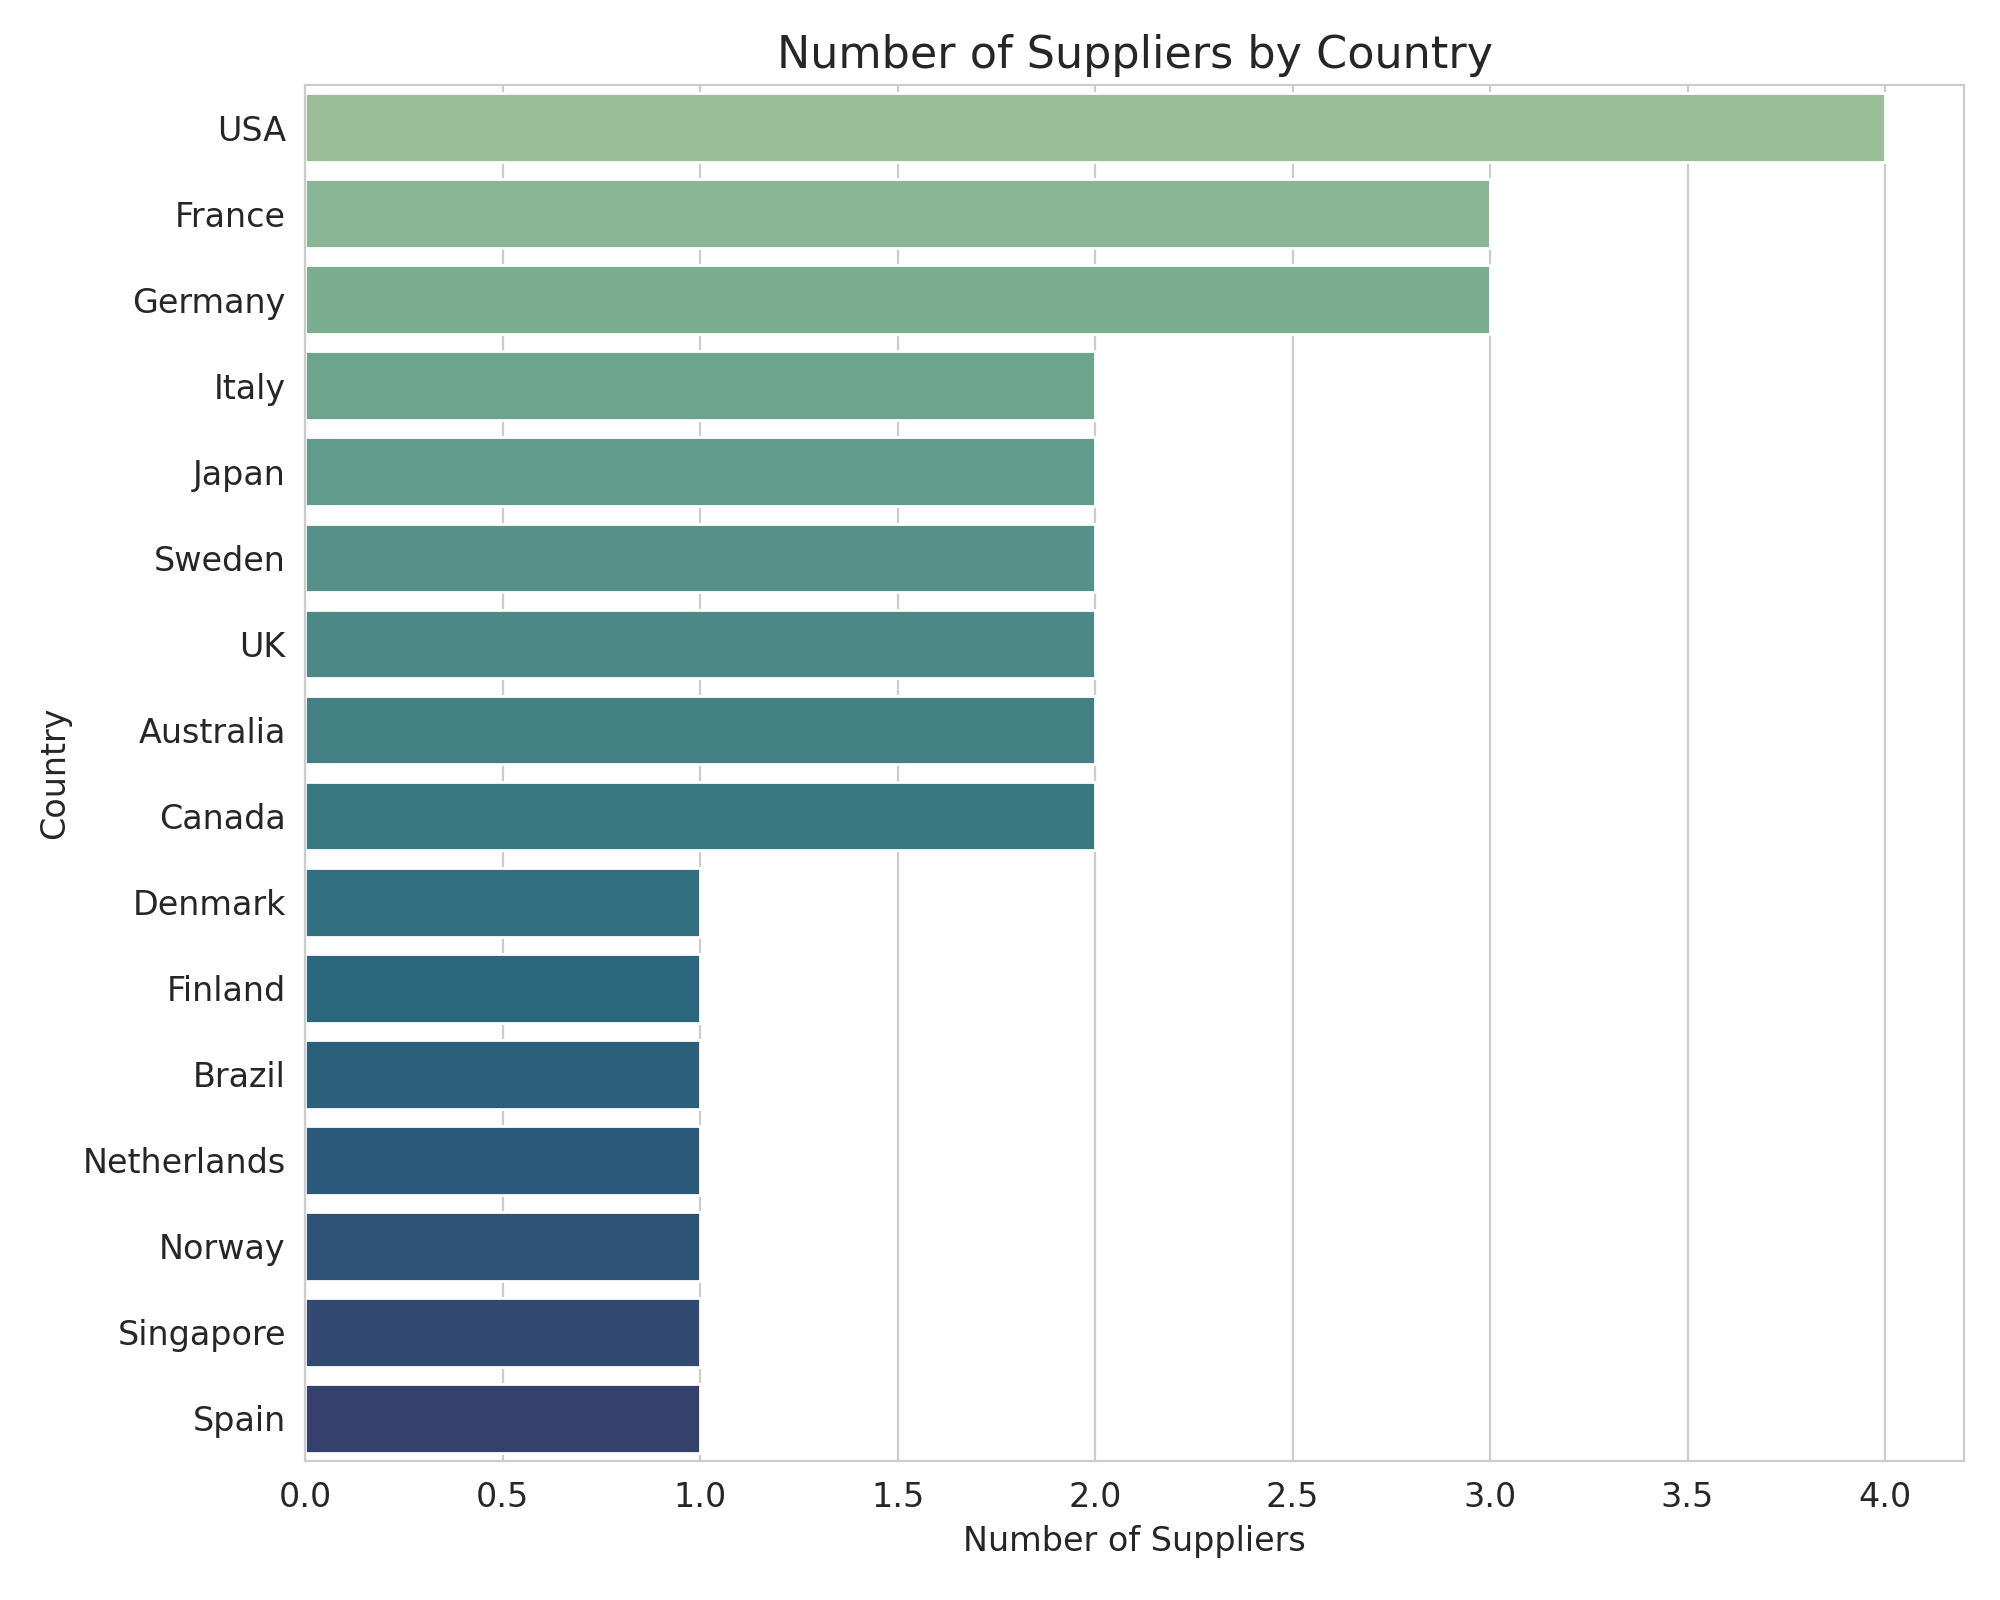 Number of Suppliers by Country
USA
France
Germany
Italy
Japan
Sweden
UK
Australia
Canada
Denmark
Finland
Brazil
Netherlands
Norway
Singapore
Spain
Country
0.0 0.5 1.0 1.5 2.0 2.5 3.0 3.5 4.0
Number of Suppliers